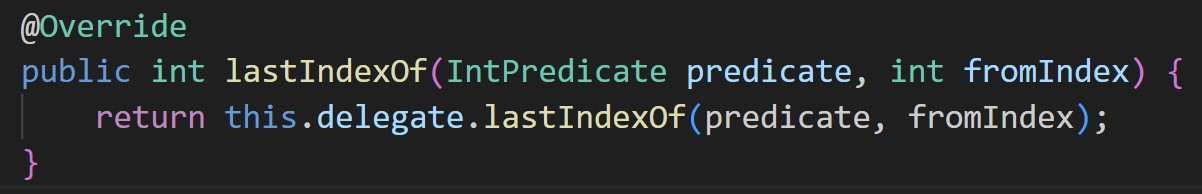 @Override
public int lastIndexOf(IntPredicate predicate, int fromIndex) {
    return this.delegate.lastIndexOf(predicate, fromIndex);
}